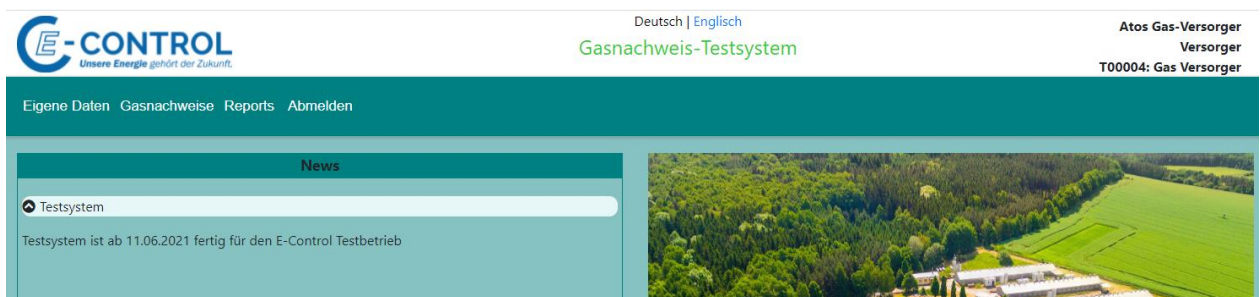 E-CONTROL
Unsere Energie gehört der Zukunft.
Deutsch | Englisch
Gasnachweis-Testsystem
Atos Gas-Versorger
Versorger
T00004: Gas Versorger
Eigene Daten Gasnachweise Reports Abmelden
News
Testsystem
Testsystem ist ab 11.06.2021 fertig für den E-Control Testbetrieb